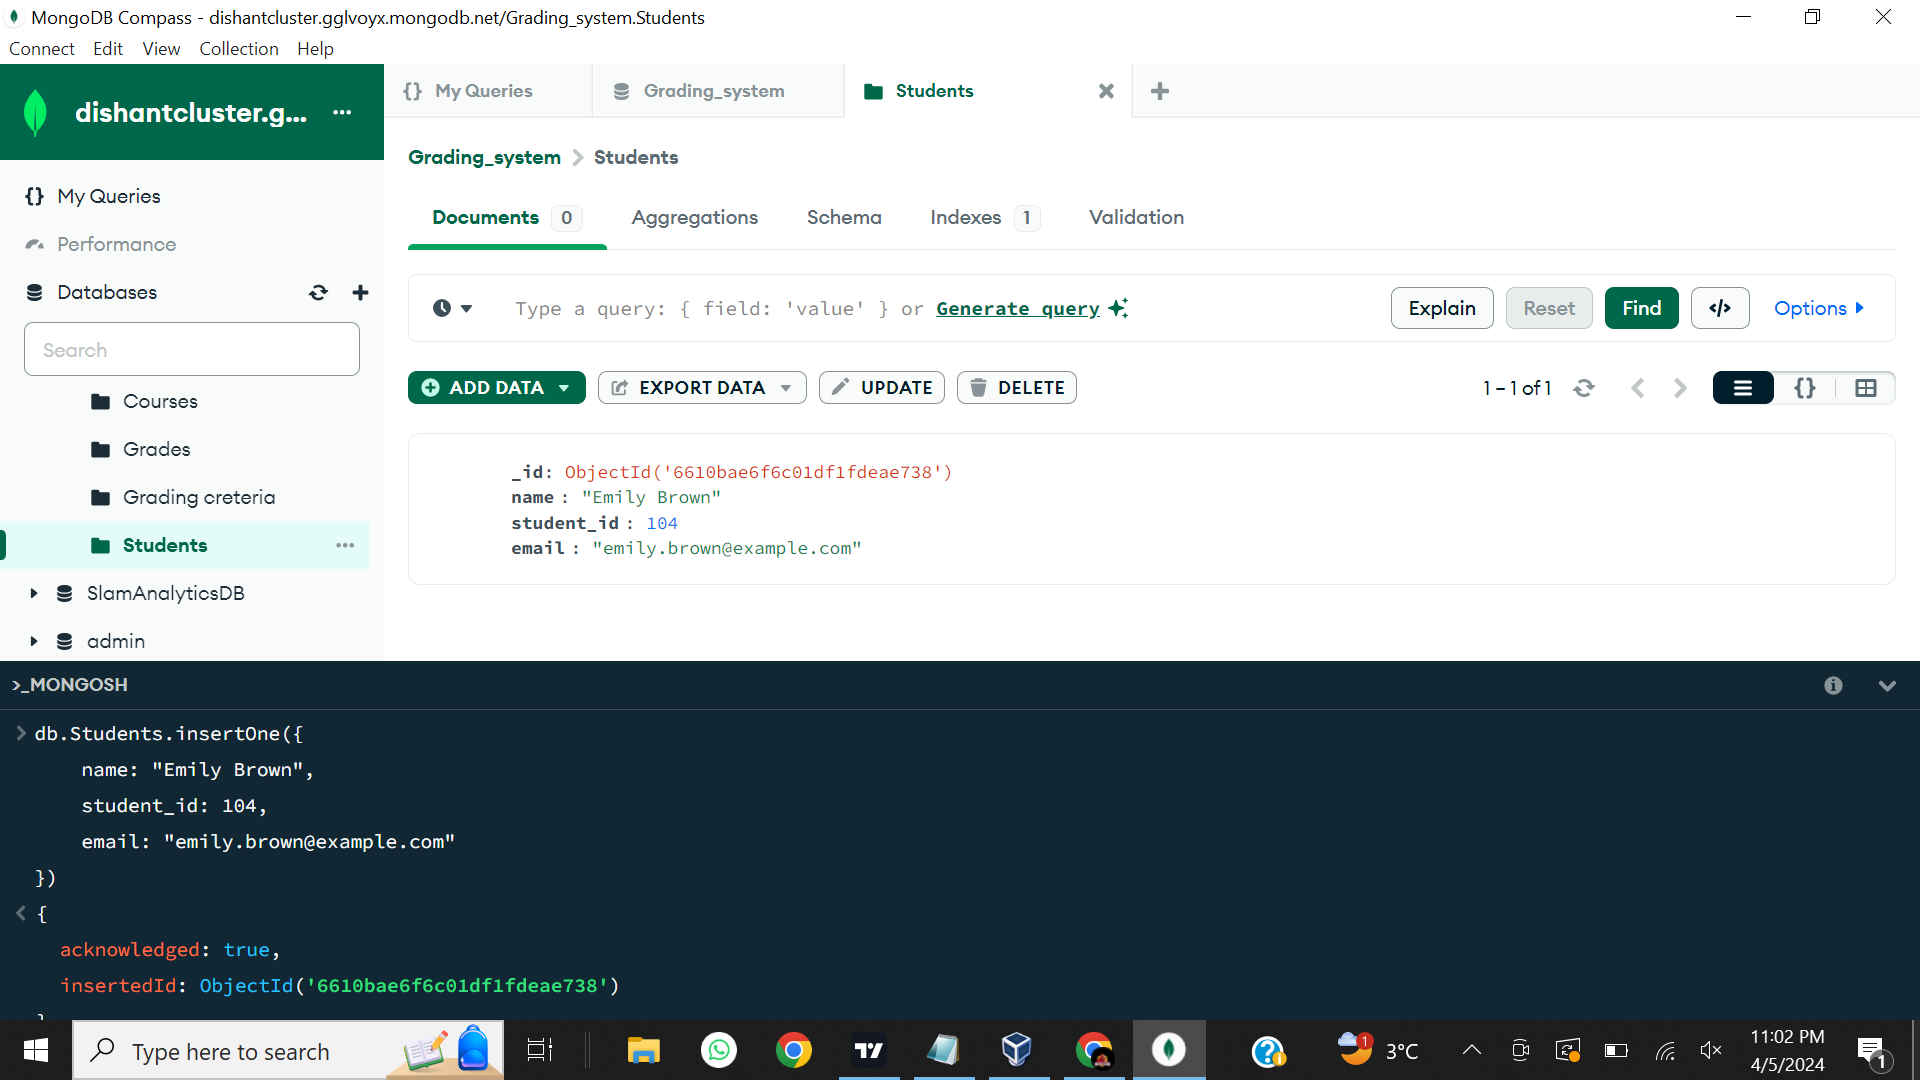 MongoDB Compass - dishantcluster.gglvoyx.mongodb.net/Grading_system.Students
Connect Edit View Collection Help
dishantcluster.g... ...
{} My Queries
Performance
Databases
Search
Courses
Grades
Grading creteria
Students ...
SlamAnalyticsDB
admin
{} My Queries
Grading_system
Students
Grading_system > Students
Documents 0 Aggregations Schema Indexes 1 Validation
Type a query: { field: 'value' } or Generate query
Explain Reset Find </> Options
ADD DATA EXPORT DATA UPDATE DELETE
1 – 1 of 1 {}
_id: ObjectId('6610bae6f6c01df1fdeae738')
name : "Emily Brown"
student_id : 104
email : "emily.brown@example.com"
>_MONGOSH
> db.Students.insertOne({
name: "Emily Brown",
student_id: 104,
email: "emily.brown@example.com"
})
< {
acknowledged: true,
insertedId: ObjectId('6610bae6f6c01df1fdeae738')
}
Type here to search
1
3°C
11:02 PM
4/5/2024
1